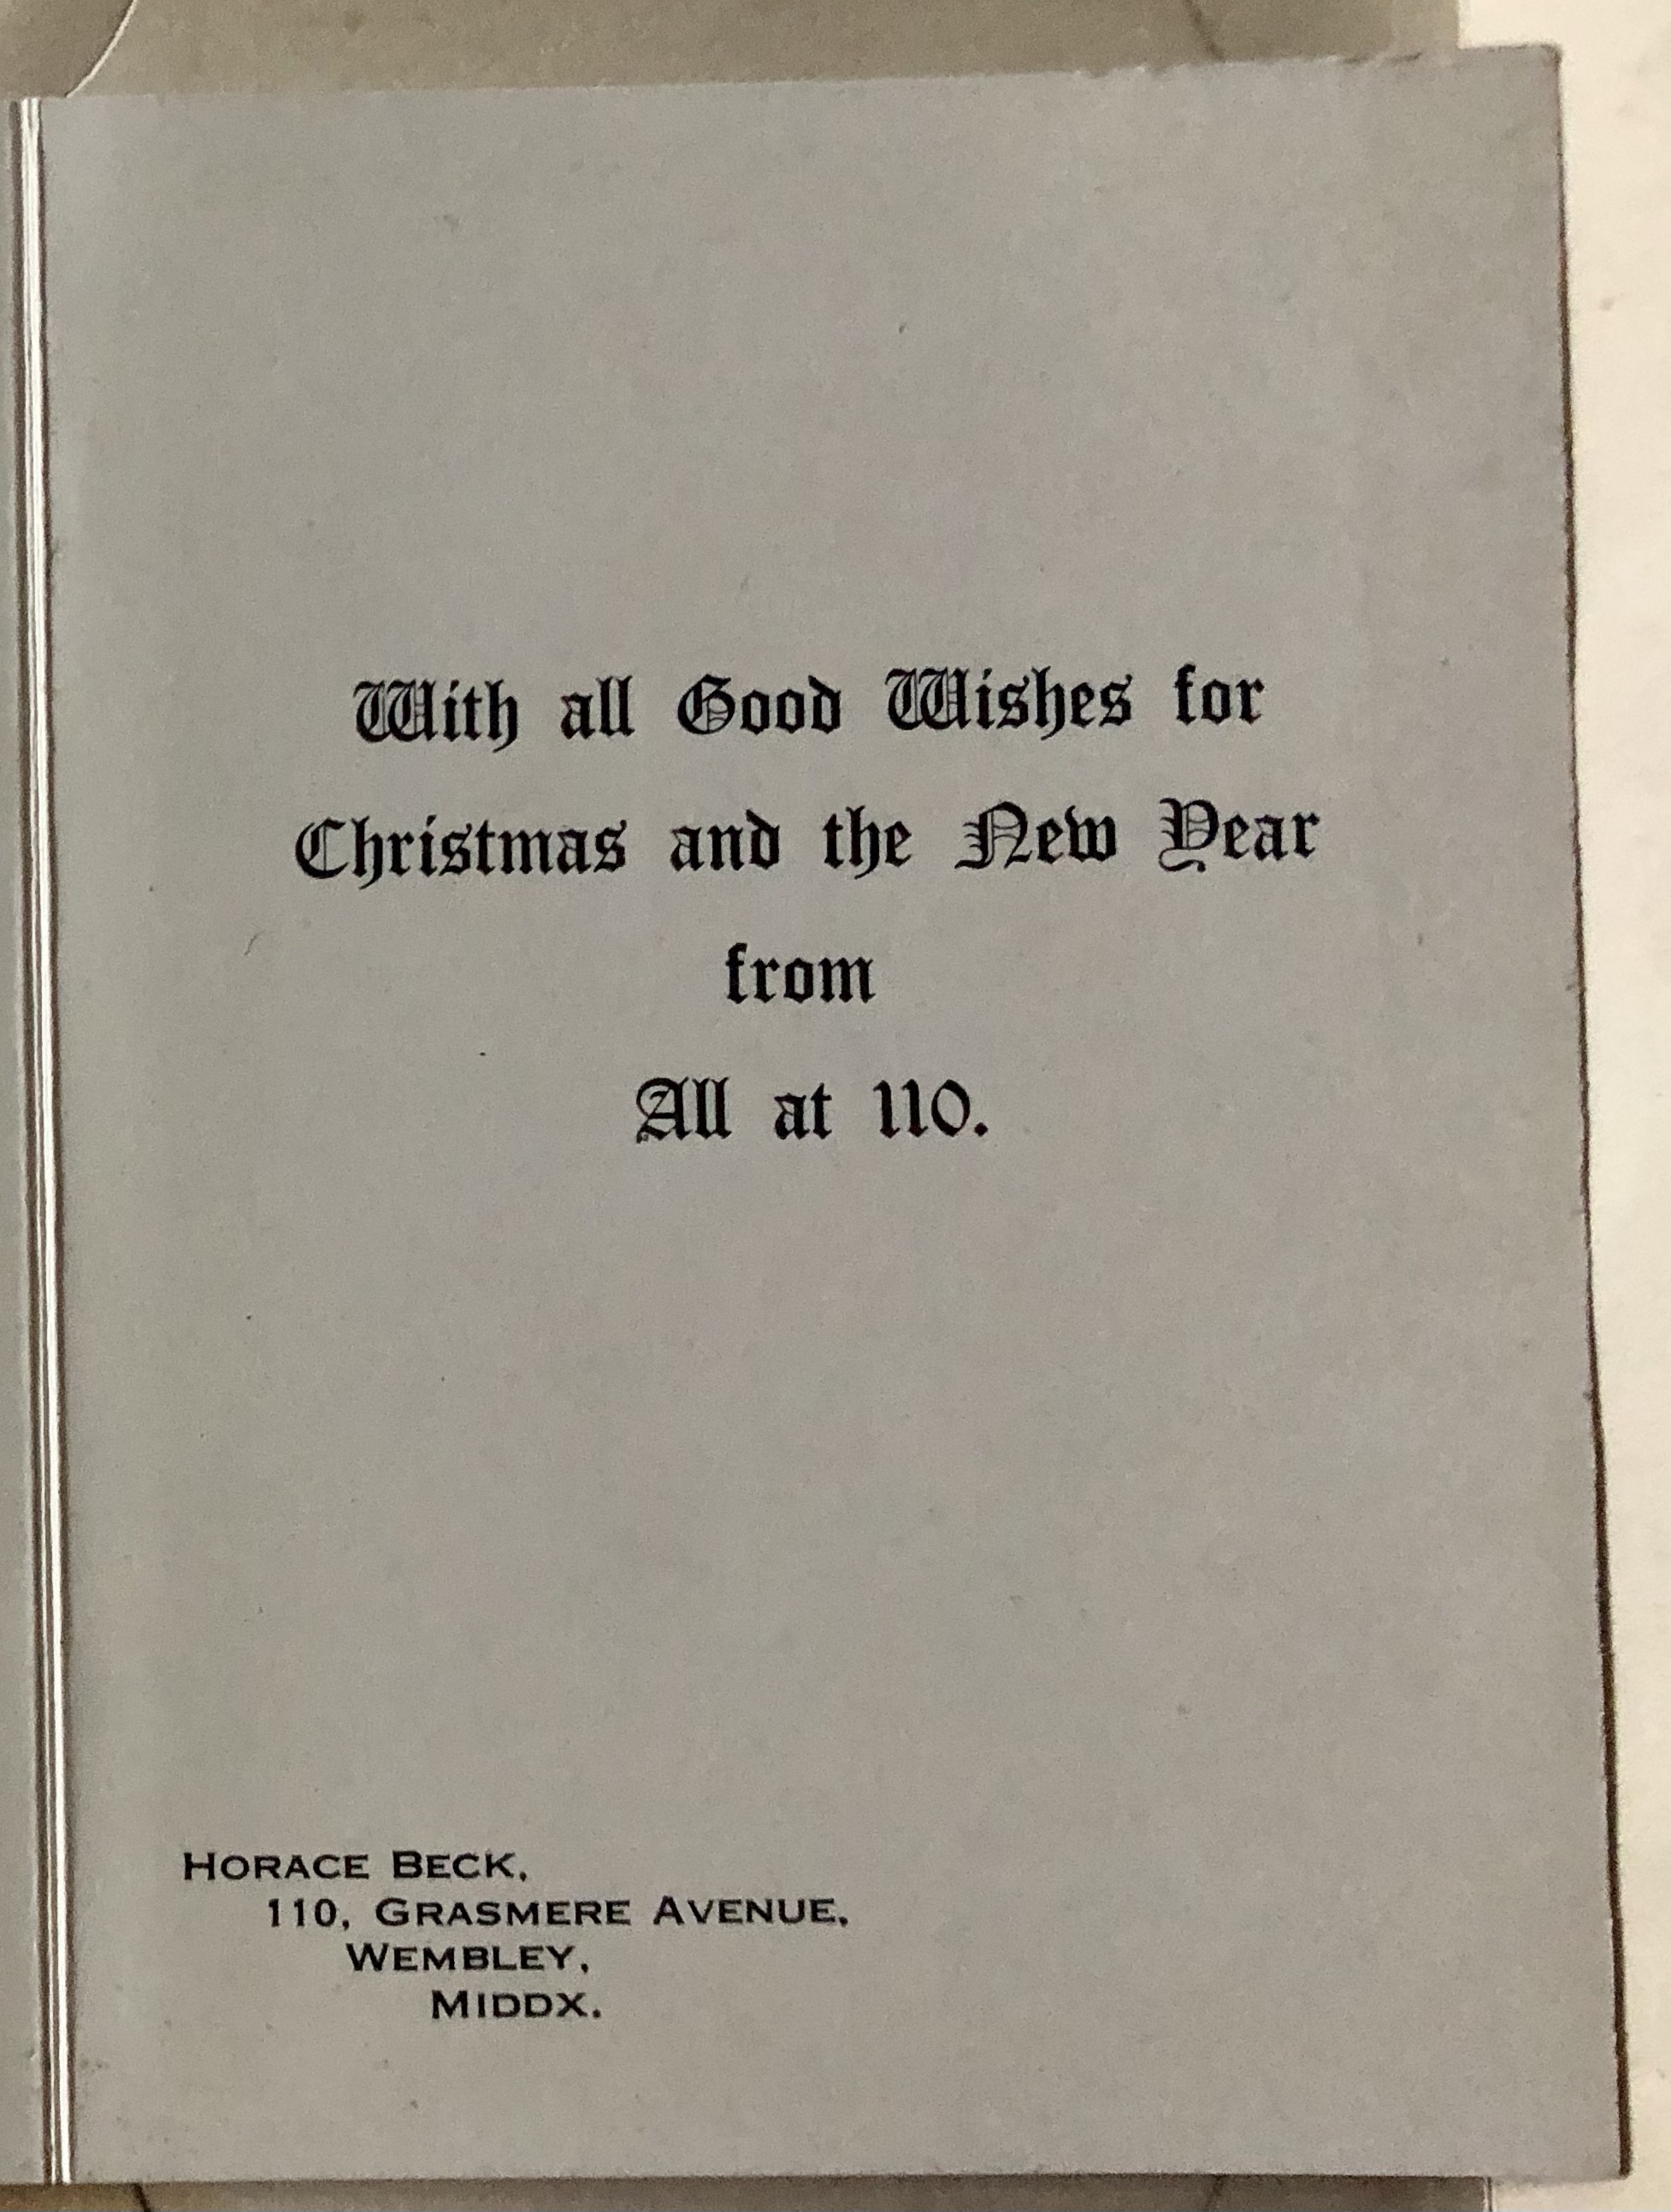 With all Good Wishes for
Christmas and the New Year
from
All at 110.
HORACE BECK,
110, GRASMERE AVENUE,
WEMBLEY,
MIDDX.